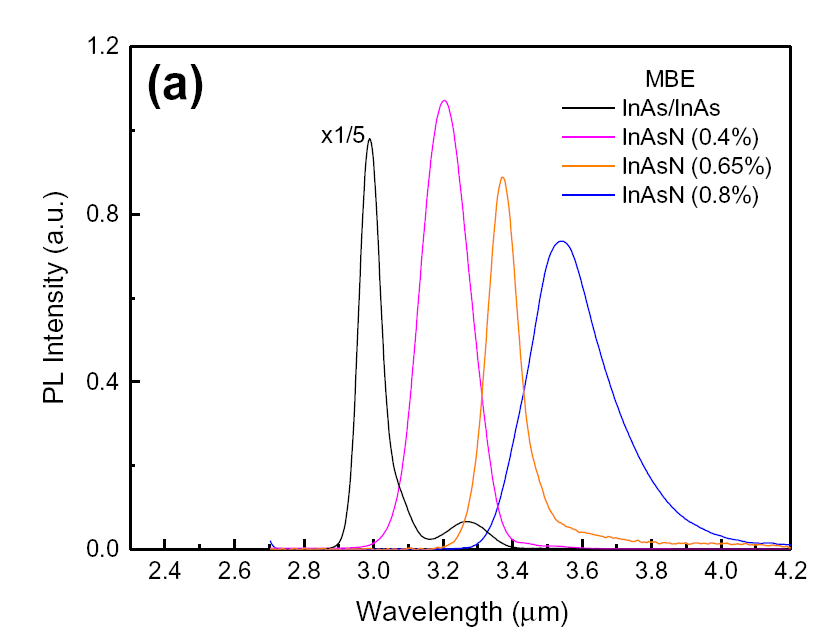 (a)
MBE
InAs/InAs
InAsN (0.4%)
InAsN (0.65%)
InAsN (0.8%)
x1/5
1.2
0.8
0.4
0.0
PL Intensity (a.u.)
2.4 2.6 2.8 3.0 3.2 3.4 3.6 3.8 4.0 4.2
Wavelength (μm)